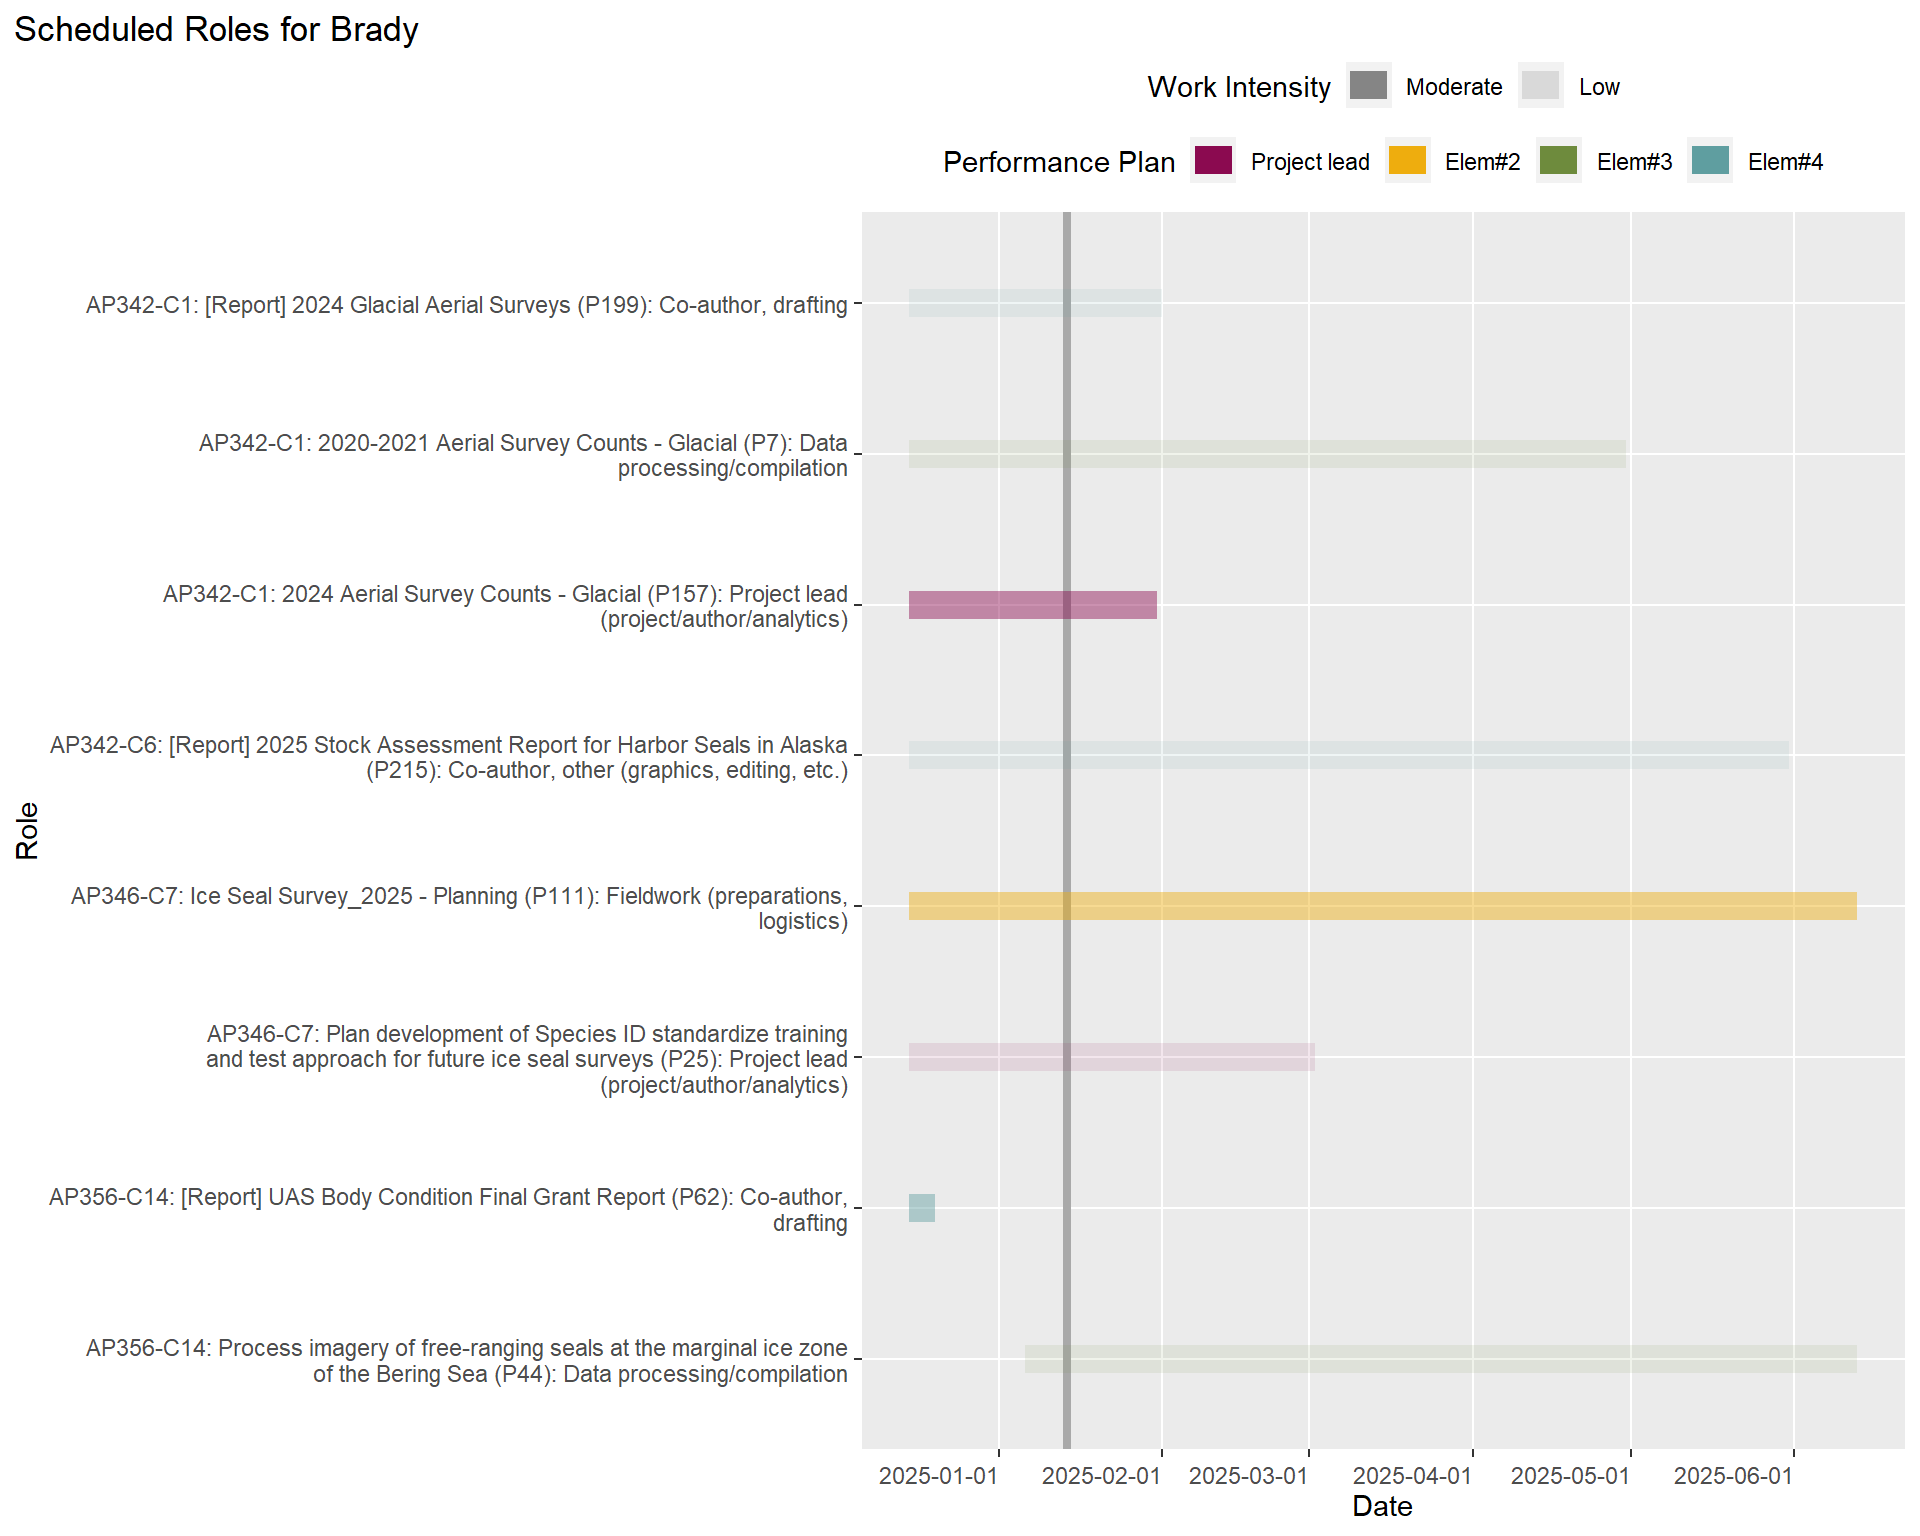 Scheduled Roles for Brady
Work Intensity Moderate Low
Performance Plan Project lead Elem#2 Elem#3 Elem#4
AP342-C1: [Report] 2024 Glacial Aerial Surveys (P199): Co-author, drafting
AP342-C1: 2020-2021 Aerial Survey Counts - Glacial (P7): Data
processing/compilation
AP342-C1: 2024 Aerial Survey Counts - Glacial (P157): Project lead
(project/author/analytics)
AP342-C6: [Report] 2025 Stock Assessment Report for Harbor Seals in Alaska
(P215): Co-author, other (graphics, editing, etc.)
Role
AP346-C7: Ice Seal Survey_2025 - Planning (P111): Fieldwork (preparations,
logistics)
AP346-C7: Plan development of Species ID standardize training
and test approach for future ice seal surveys (P25): Project lead
(project/author/analytics)
AP356-C14: [Report] UAS Body Condition Final Grant Report (P62): Co-author,
drafting
AP356-C14: Process imagery of free-ranging seals at the marginal ice zone
of the Bering Sea (P44): Data processing/compilation
2025-01-01 2025-02-01 2025-03-01 2025-04-01 2025-05-01 2025-06-01
Date